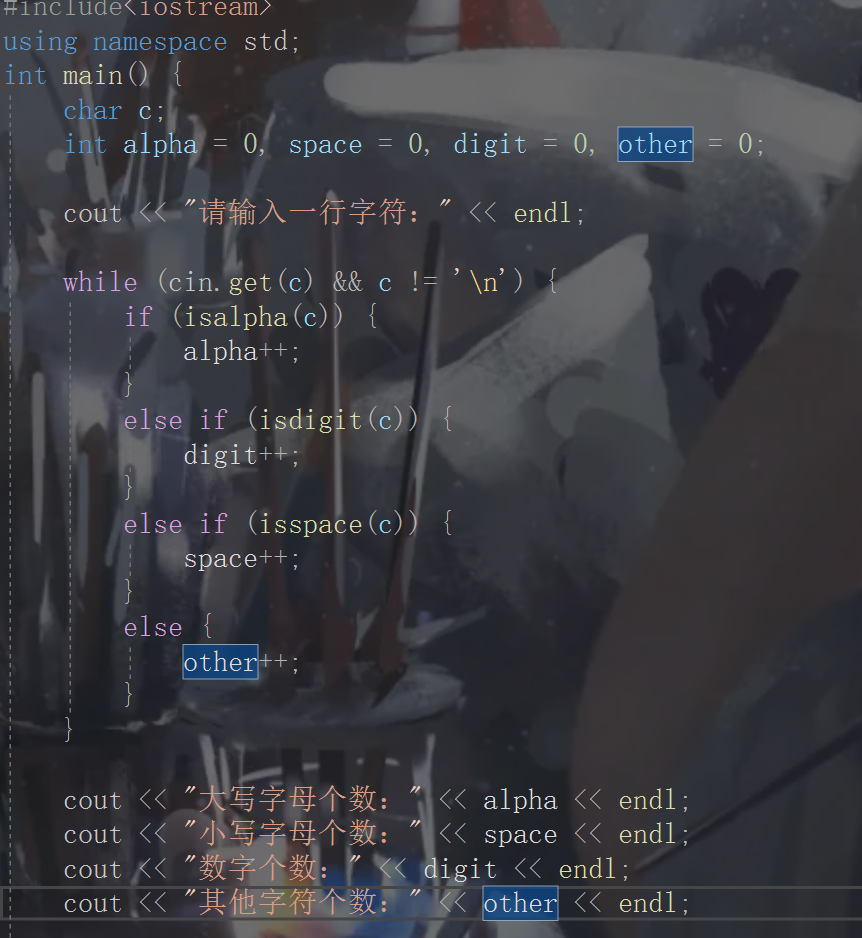 #include<iostream>
using namespace std;
int main() {
char c;
int alpha = 0, space = 0, digit = 0, other = 0;
cout << "请输入一行字符：" << endl;
while (cin.get(c) && c != '\n') {
if (isalpha(c)) {
alpha++;
}
else if (isdigit(c)) {
digit++;
}
else if (isspace(c)) {
space++;
}
else {
other++;
}
}
cout << "大写字母个数：" << alpha << endl;
cout << "小写字母个数：" << space << endl;
cout << "数字个数：" << digit << endl;
cout << "其他字符个数：" << other << endl;